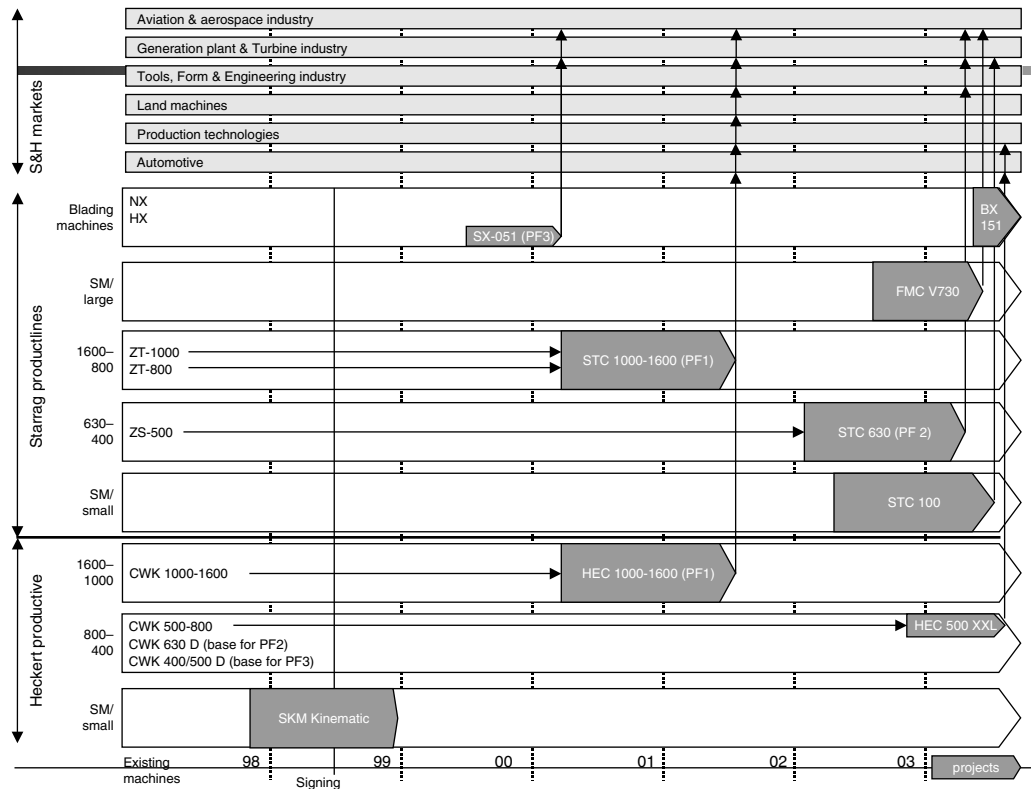 Aviation & aerospace industry
Generation plant & Turbine industry
Tools, Form & Engineering industry
Land machines
Production technologies
Automotive
S&H markets
Blading
machines
NX
HX
SX-051 (PF3)
BX
151
SM/
large
FMC V730
1600–
800
ZT-1000
ZT-800
STC 1000-1600 (PF1)
630–
400
ZS-500
STC 630 (PF 2)
SM/
small
STC 100
Starrag productlines
1600–
1000
CWK 1000-1600
HEC 1000-1600 (PF1)
800–
400
CWK 500-800
CWK 630 D (base for PF2)
CWK 400/500 D (base for PF3)
HEC 500 XXL
SM/
small
SKM Kinematic
Heckert productive
Existing
machines
98
99
00
01
02
03
projects
Signing